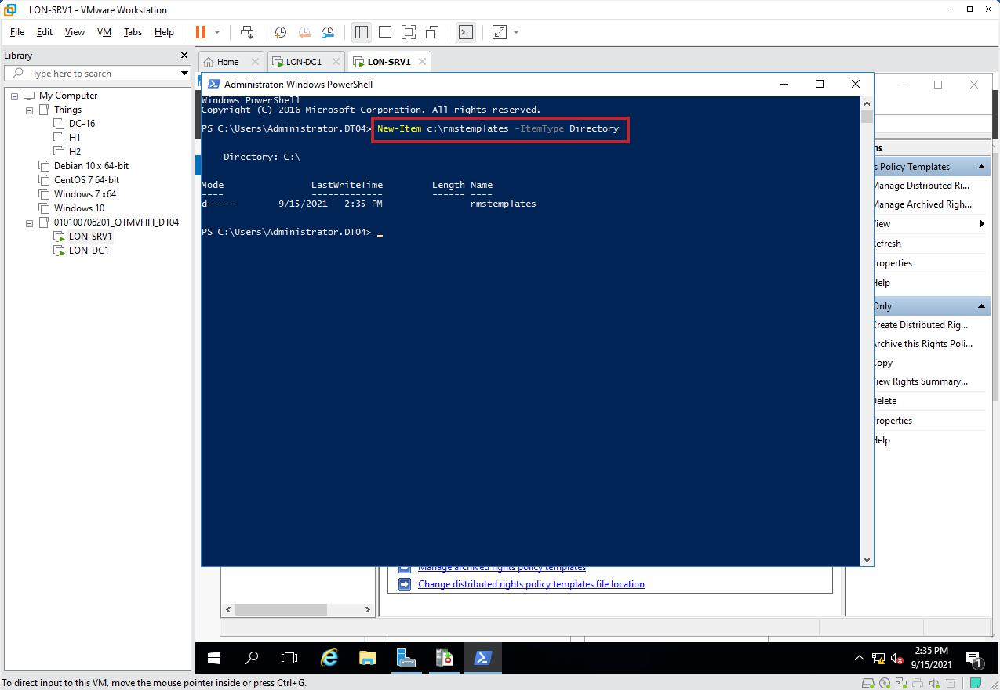 LON-SRV1 - VMware Workstation
File Edit View VM Tabs Help
Library
Type here to search
My Computer
Things
DC-16
H1
H2
Debian 10.x 64-bit
CentOS 7 64-bit
Windows 7 x64
Windows 10
010100706201_QTMVHH_DT04
LON-SRV1
LON-DC1
Home LON-DC1 LON-SRV1
Administrator: Windows PowerShell
Windows PowerShell
Copyright (C) 2016 Microsoft Corporation. All rights reserved.
PS C:\Users\Administrator.DT04> New-Item c:\rmstemplates -ItemType Directory
Directory: C:\
Mode LastWriteTime Length Name
---- ------------- ------ ----
d----- 9/15/2021 2:35 PM rmstemplates
PS C:\Users\Administrator.DT04> _
ns
s Policy Templates
Manage Distributed Ri...
Manage Archived Righ...
View
Refresh
Properties
Help
Only
Create Distributed Rig...
Archive this Rights Poli...
Copy
View Rights Summary...
Delete
Properties
Help
Manage archived rights policy templates
Change distributed rights policy templates file location
2:35 PM
9/15/2021
1
To direct input to this VM, move the mouse pointer inside or press Ctrl+G.